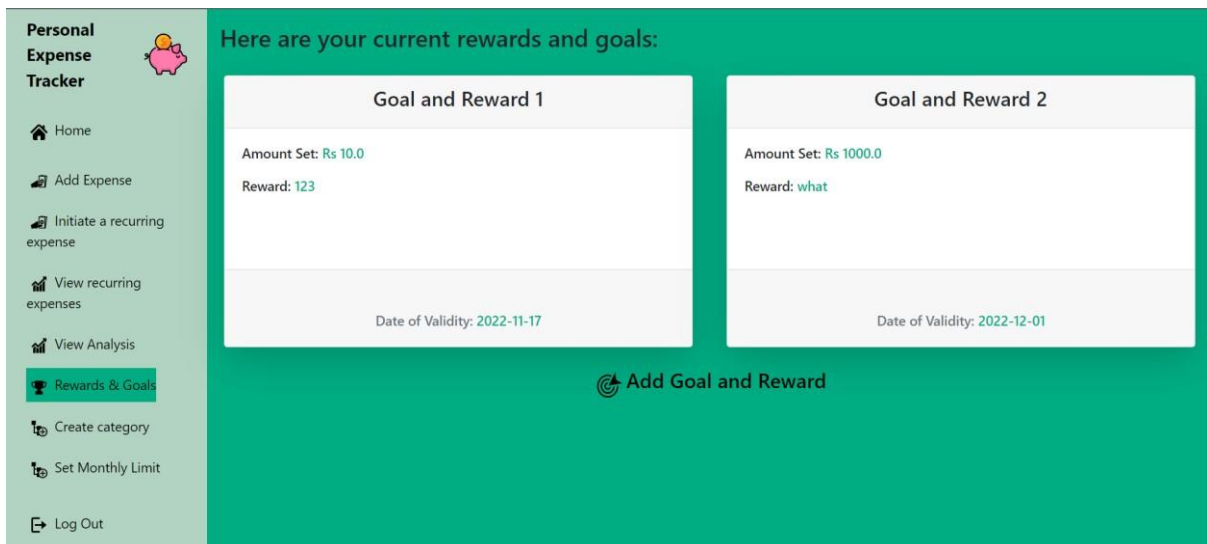 Personal
Expense
Tracker
Home
Add Expense
Initiate a recurring
expense
View recurring
expenses
View Analysis
Rewards & Goals
Create category
Set Monthly Limit
Log Out
Here are your current rewards and goals:
Goal and Reward 1
Amount Set: Rs 10.0
Reward: 123
Date of Validity: 2022-11-17
Goal and Reward 2
Amount Set: Rs 1000.0
Reward: what
Date of Validity: 2022-12-01
Add Goal and Reward